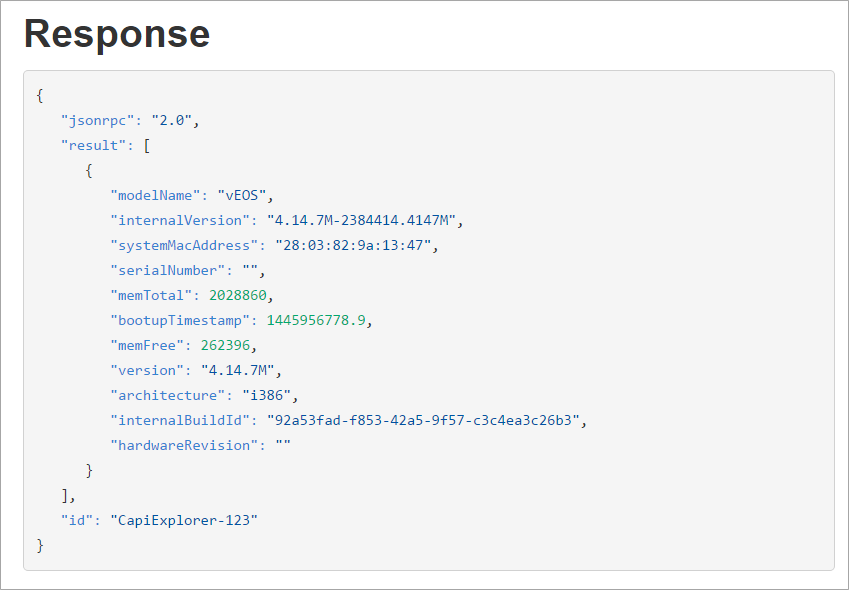 Response
{
"jsonrpc": "2.0",
"result": [
{
"modelName": "vEOS",
"internalVersion": "4.14.7M-2384414.4147M",
"systemMacAddress": "28:03:82:9a:13:47",
"serialNumber": "",
"memTotal": 2028860,
"bootupTimestamp": 1445956778.9,
"memFree": 262396,
"version": "4.14.7M",
"architecture": "i386",
"internalBuildId": "92a53fad-f853-42a5-9f57-c3c4ea3c26b3",
"hardwareRevision": ""
}
],
"id": "CapiExplorer-123"
}